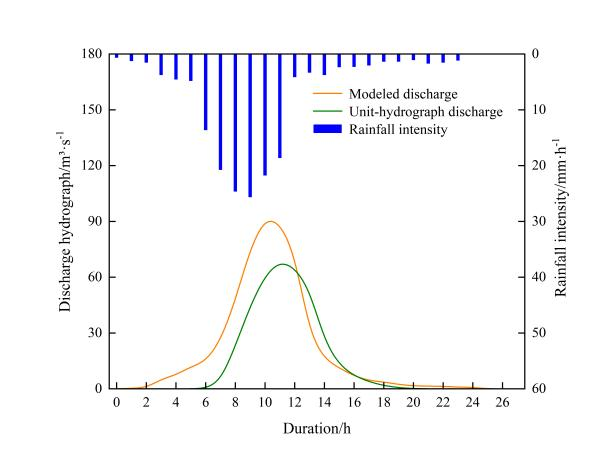 180
150
120
90
60
30
0
Discharge hydrograph/m³·s⁻¹
0
10
20
30
40
50
60
Rainfall intensity/mm·h⁻¹
Modeled discharge
Unit-hydrograph discharge
Rainfall intensity
0 2 4 6 8 10 12 14 16 18 20 22 24 26
Duration/h